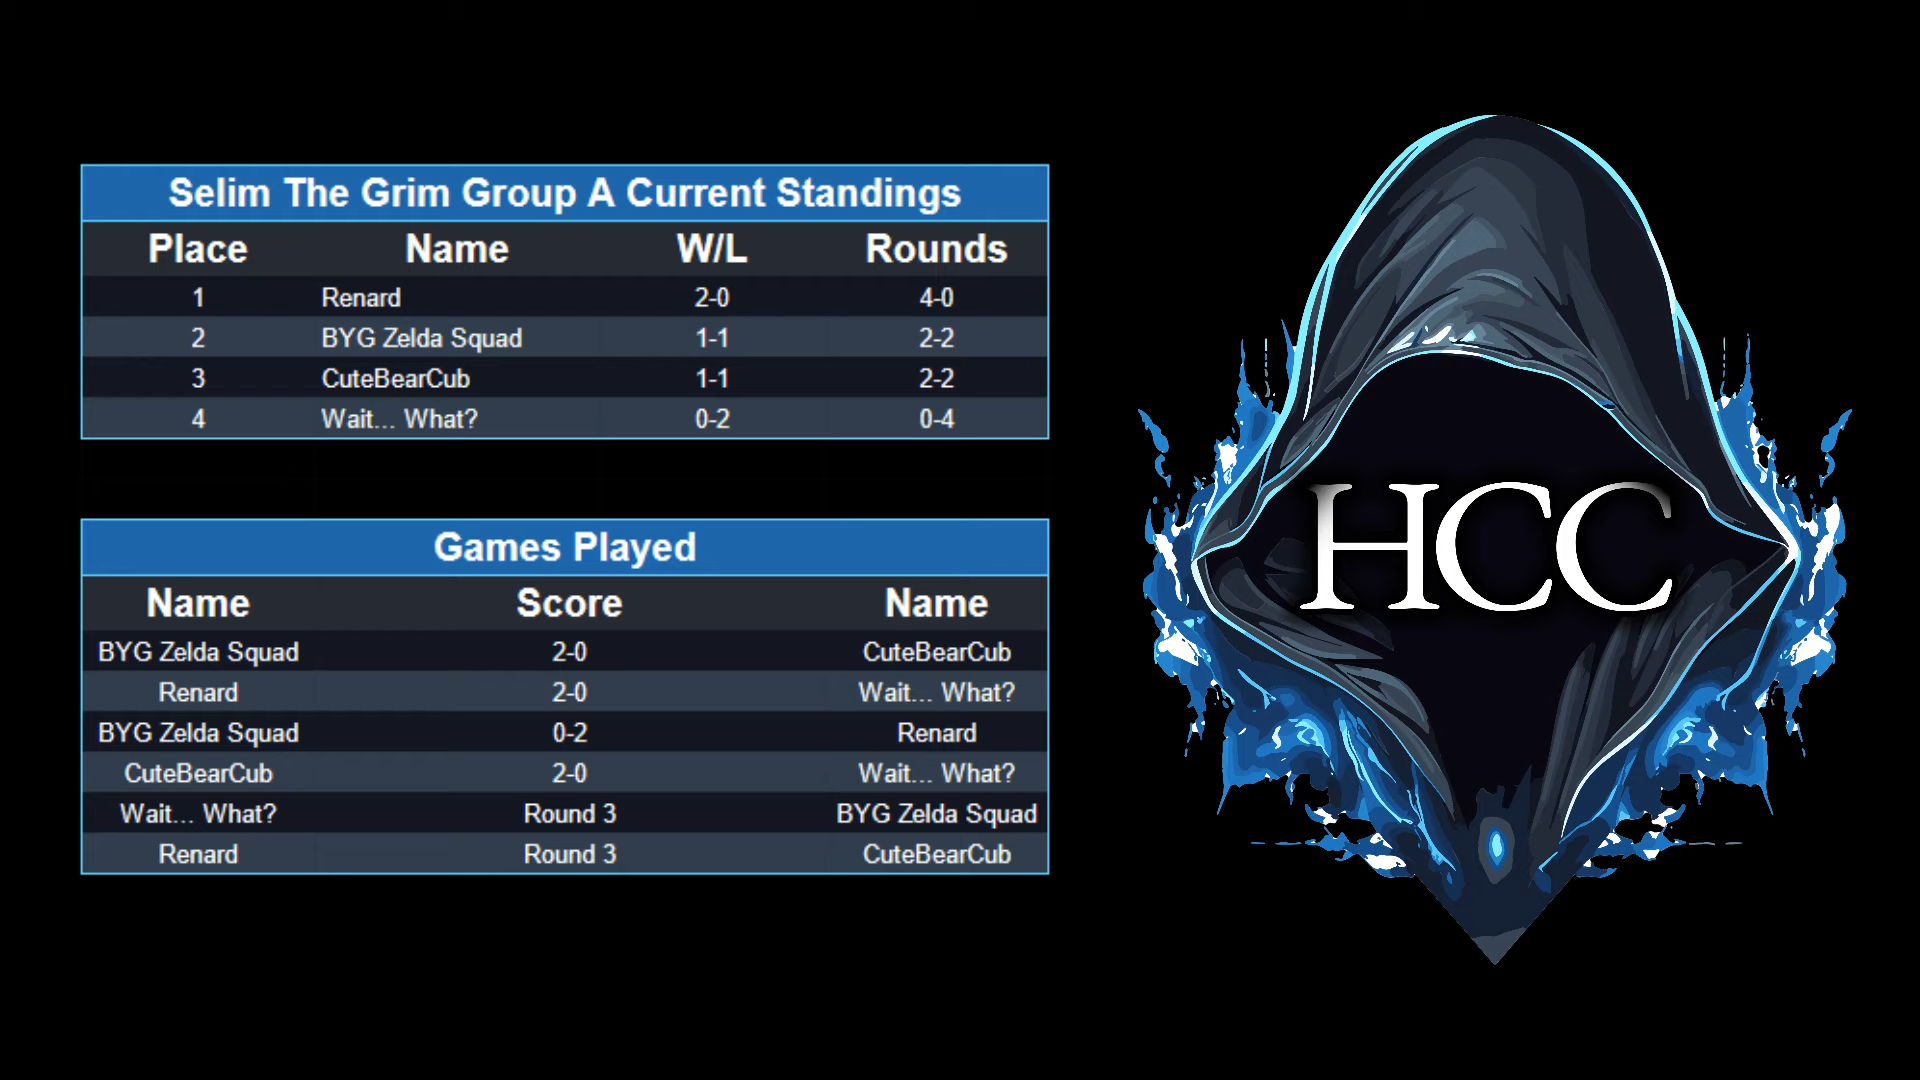 Selim The Grim Group A Current Standings
Place Name W/L Rounds
1 Renard 2-0 4-0
2 BYG Zelda Squad 1-1 2-2
3 CuteBearCub 1-1 2-2
4 Wait... What? 0-2 0-4
Games Played
Name Score Name
BYG Zelda Squad 2-0 CuteBearCub
Renard 2-0 Wait... What?
BYG Zelda Squad 0-2 Renard
CuteBearCub 2-0 Wait... What?
Wait... What? Round 3 BYG Zelda Squad
Renard Round 3 CuteBearCub
HCC